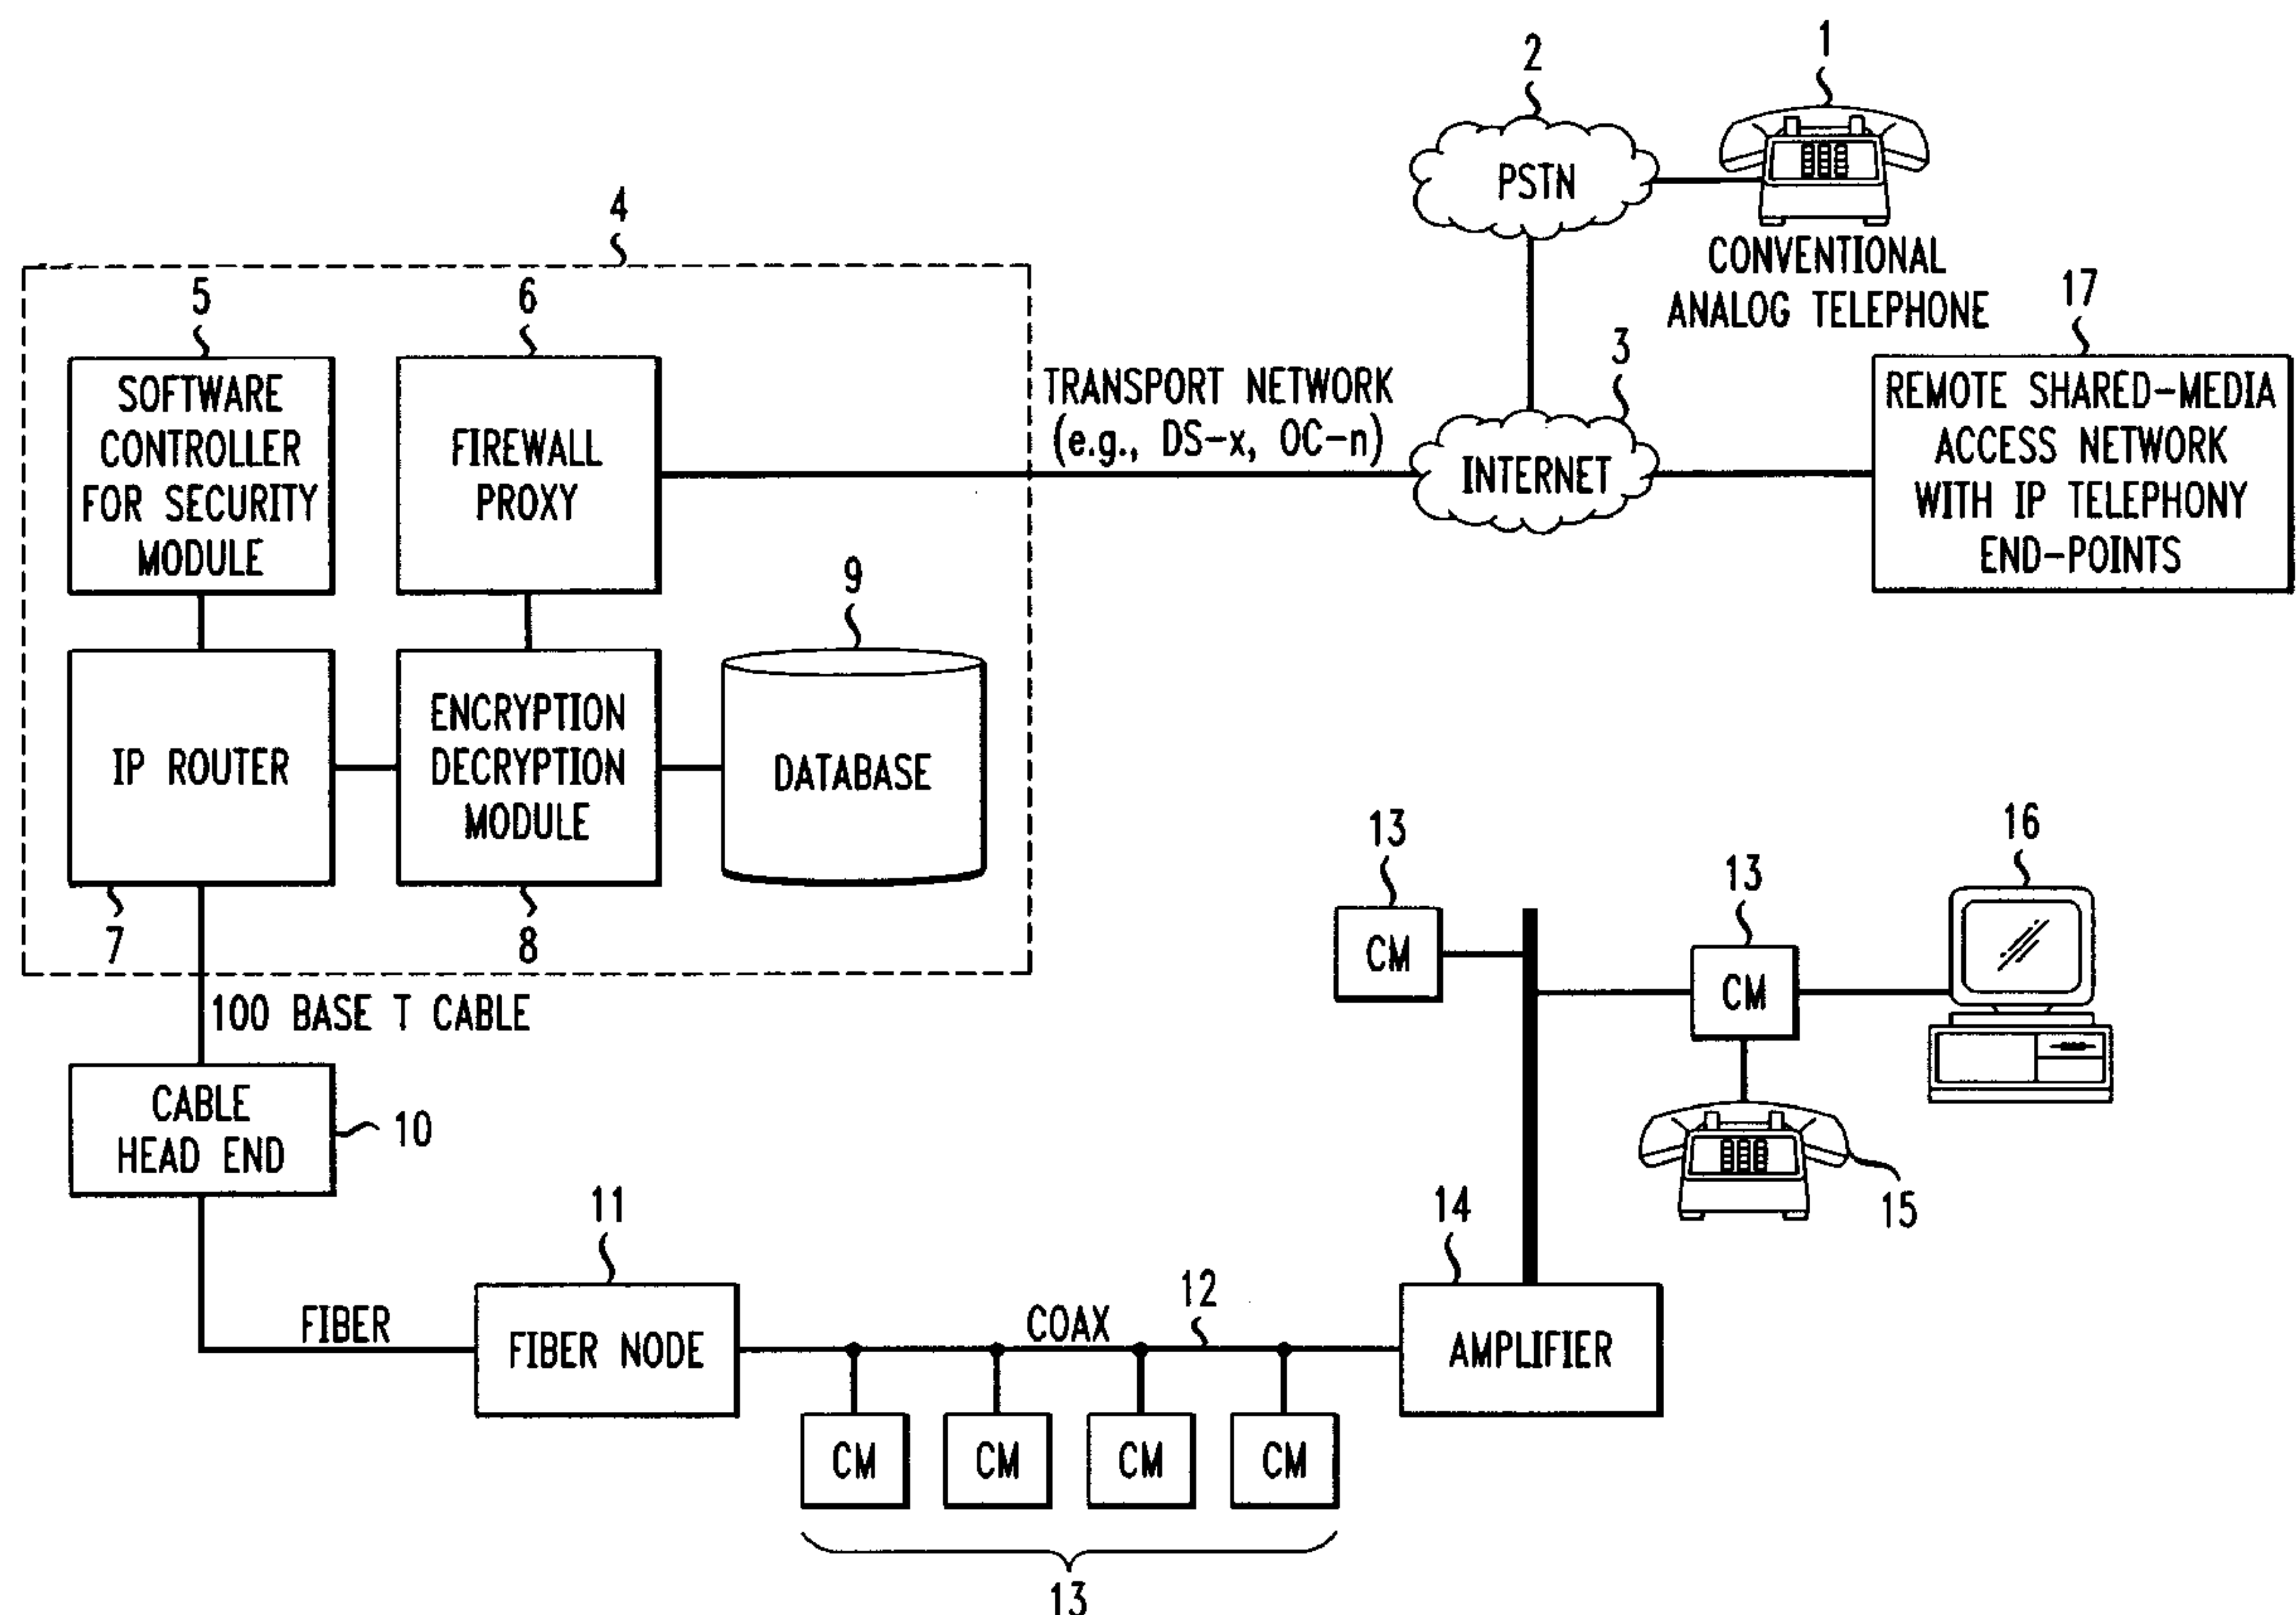 1
2
PSTN
CONVENTIONAL
ANALOG TELEPHONE
4
5
6
SOFTWARE
CONTROLLER
FOR SECURITY
MODULE
FIREWALL
PROXY
TRANSPORT NETWORK
(e.g., DS-x, OC-n)
3
INTERNET
17
REMOTE SHARED-MEDIA
ACCESS NETWORK
WITH IP TELEPHONY
END-POINTS
9
IP ROUTER
ENCRYPTION
DECRYPTION
MODULE
DATABASE
7
8
100 BASE T CABLE
CABLE
HEAD END
10
13
CM
13
CM
16
15
FIBER
11
FIBER NODE
COAX
12
14
AMPLIFIER
CM
CM
CM
CM
13